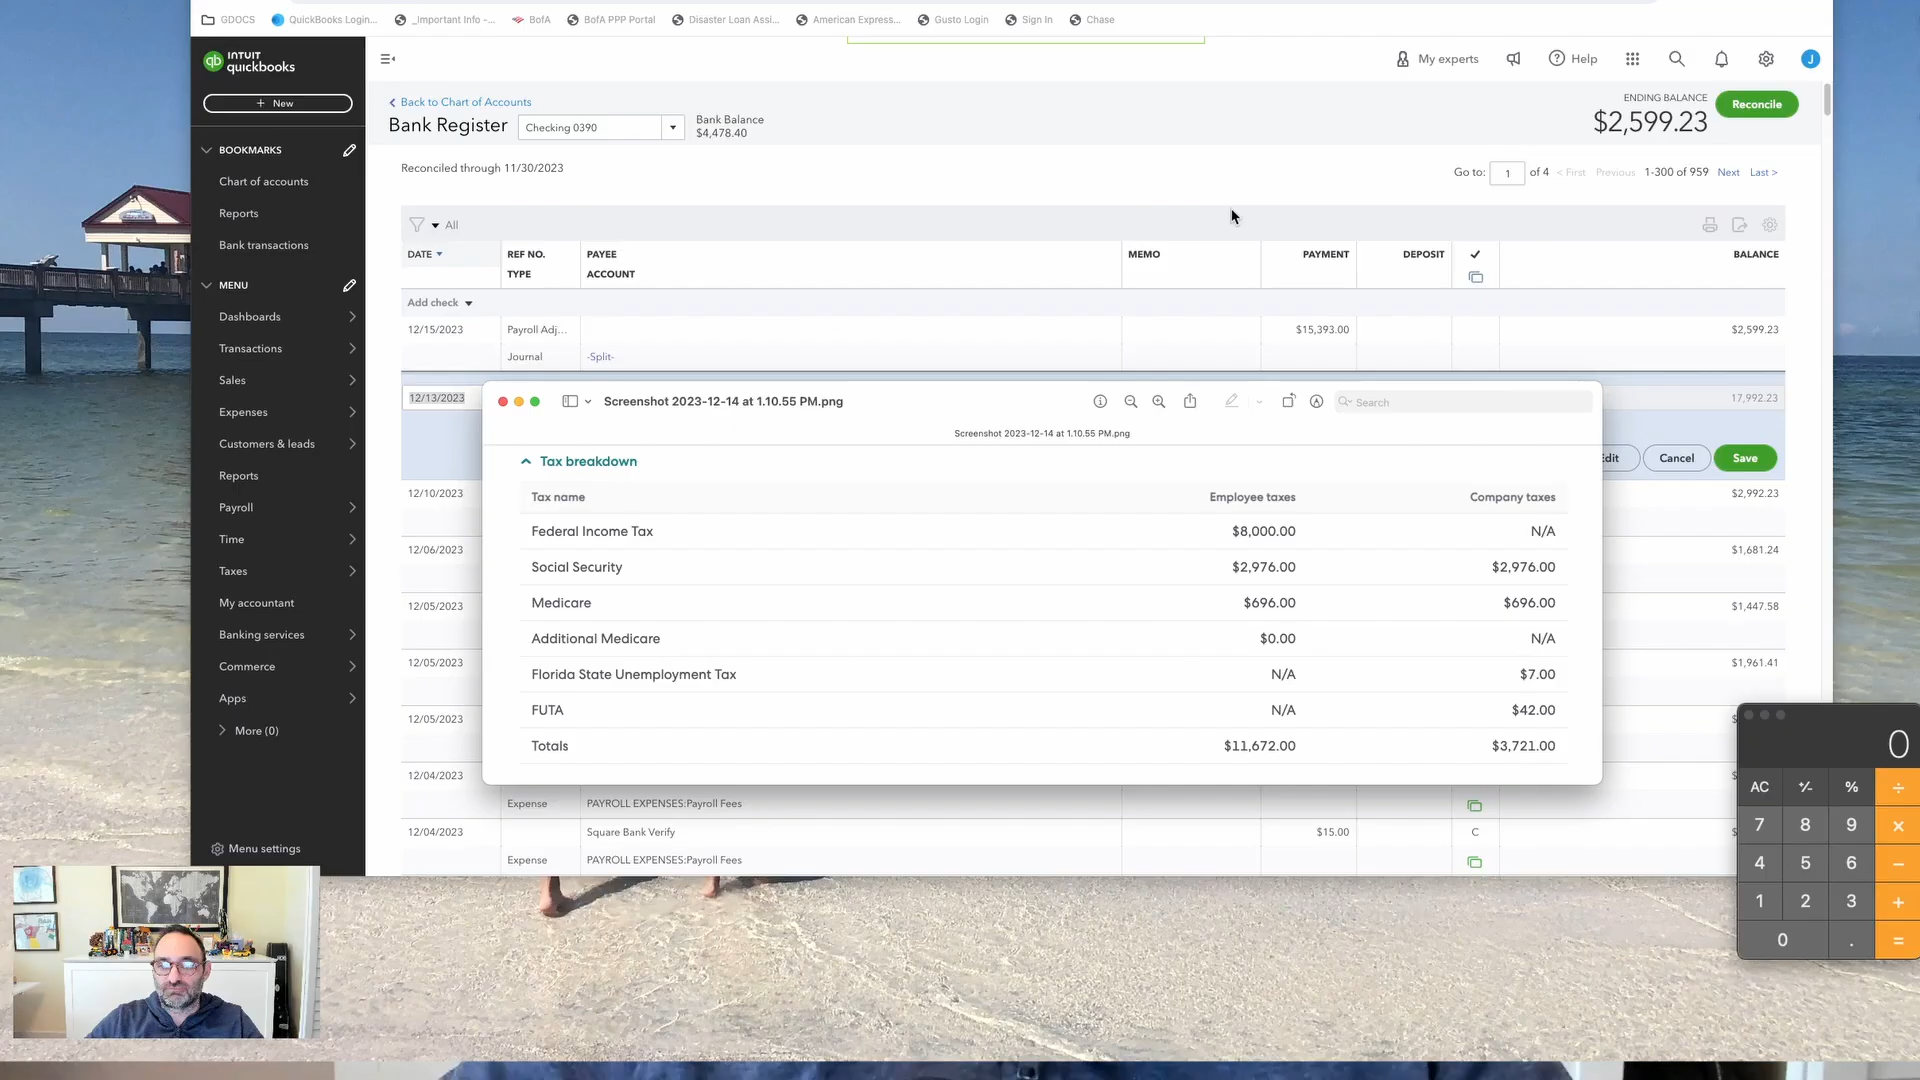 GDOCS QuickBooks Login... _Important Info -... BofA BofA PPP Portal Disaster Loan Assi... American Express... Gusto Login Sign In Chase
INTUIT
quickbooks
qb
+ New
BOOKMARKS
Chart of accounts
Reports
Bank transactions
MENU
Dashboards
Transactions
Sales
Expenses
Customers & leads
Reports
Payroll
Time
Taxes
My accountant
Banking services
Commerce
Apps
More (0)
Menu settings
My experts Help J
Back to Chart of Accounts
Bank Register Checking 0390
Bank Balance
$4,478.40
ENDING BALANCE
$2,599.23
Reconcile
Reconciled through 11/30/2023
Go to: 1 of 4 < First Previous 1-300 of 959 Next Last >
All
DATE REF NO. PAYEE MEMO PAYMENT DEPOSIT BALANCE
TYPE ACCOUNT
Add check
12/15/2023 Payroll Adj... $15,393.00 $2,599.23
Journal -Split-
12/13/2023 17,992.23
Cancel Save
12/10/2023 $2,992.23
12/06/2023 $1,681.24
12/05/2023 $1,447.58
12/05/2023 $1,961.41
12/05/2023 $
12/04/2023 $
Expense PAYROLL EXPENSES:Payroll Fees
12/04/2023 Square Bank Verify $15.00 C $
Expense PAYROLL EXPENSES:Payroll Fees
Screenshot 2023-12-14 at 1.10.55 PM.png
Search
Screenshot 2023-12-14 at 1.10.55 PM.png
Tax breakdown
Tax name Employee taxes Company taxes
Federal Income Tax $8,000.00 N/A
Social Security $2,976.00 $2,976.00
Medicare $696.00 $696.00
Additional Medicare $0.00 N/A
Florida State Unemployment Tax N/A $7.00
FUTA N/A $42.00
Totals $11,672.00 $3,721.00
0
AC +⁄- % ÷
7 8 9 ×
4 5 6 −
1 2 3 +
0 . =